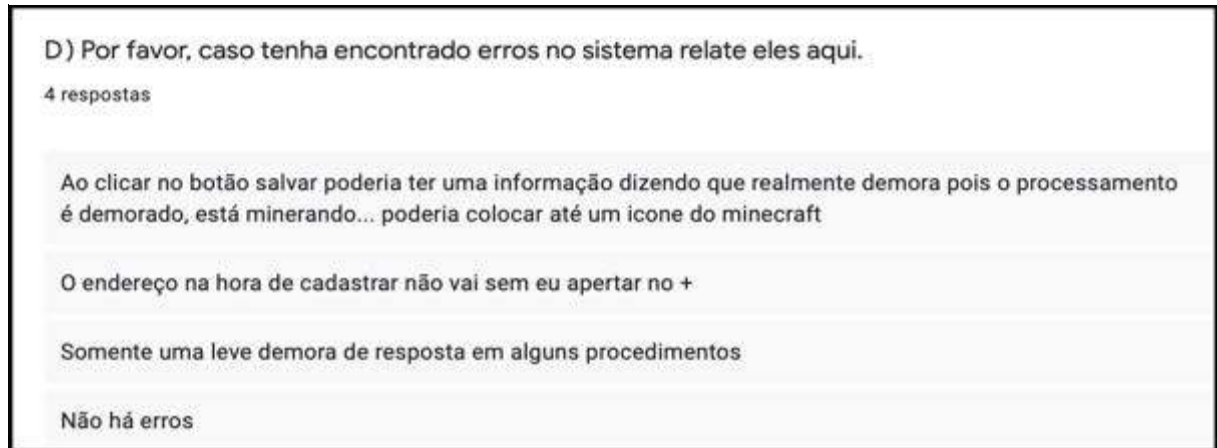 D) Por favor, caso tenha encontrado erros no sistema relate eles aqui.
4 respostas
Ao clicar no botão salvar poderia ter uma informação dizendo que realmente demora pois o processamento
é demorado, está minerando... poderia colocar até um icone do minecraft
O endereço na hora de cadastrar não vai sem eu apertar no +
Somente uma leve demora de resposta em alguns procedimentos
Não há erros